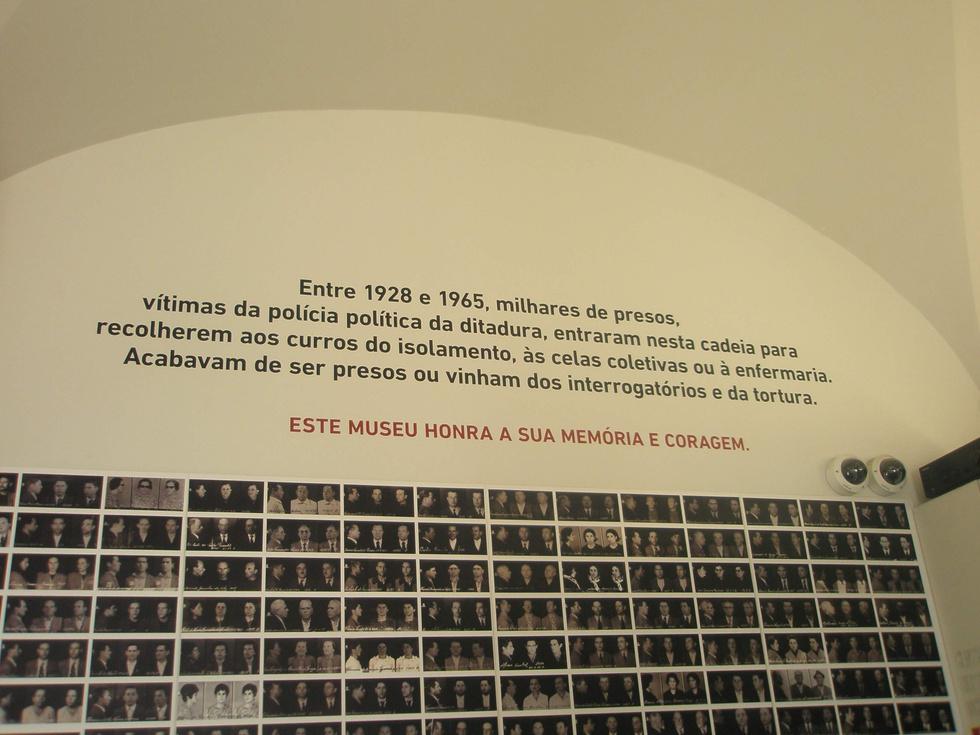 Entre 1928 e 1965, milhares de presos,
vítimas da polícia política da ditadura, entraram nesta cadeia para
recolherem aos curros do isolamento, às celas coletivas ou à enfermaria.
Acabavam de ser presos ou vinham dos interrogatórios e da tortura.
ESTE MUSEU HONRA A SUA MEMÓRIA E CORAGEM.